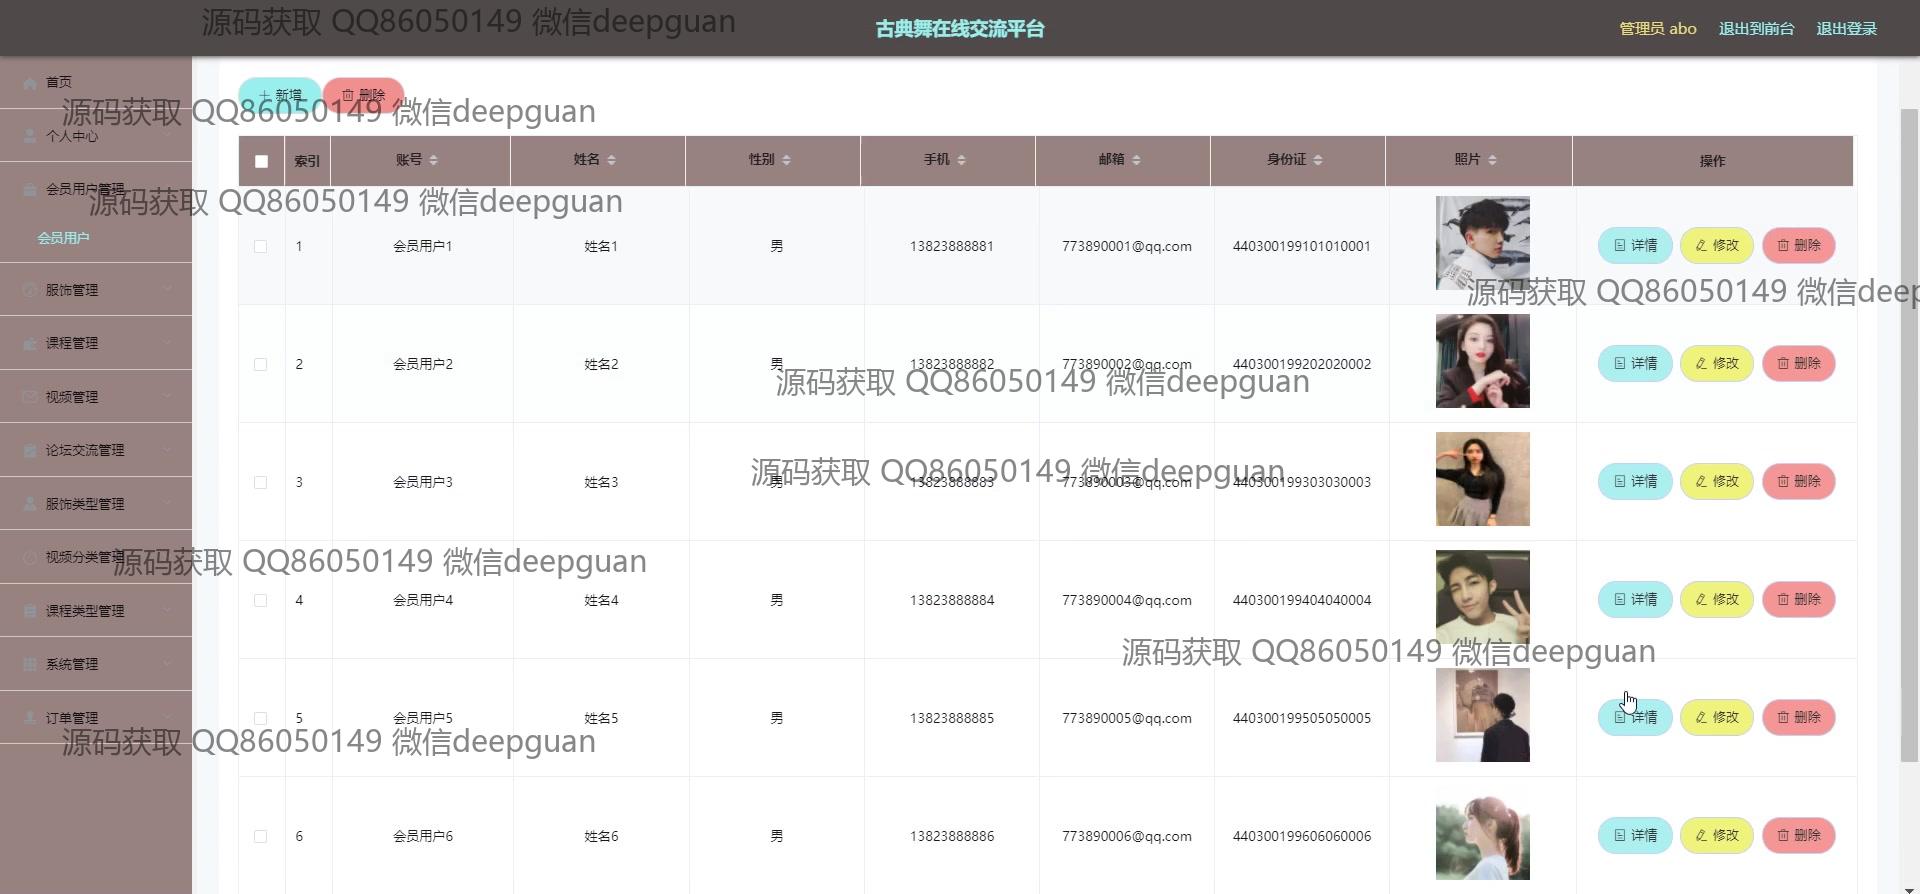 源码获取 QQ86050149 微信deepguan
古典舞在线交流平台
管理员 abo 退出到前台 退出登录
首页
+ 新增 删除
源码获取 QQ86050149 微信deepguan
个人中心
索引 账号 姓名 性别 手机 邮箱 身份证 照片 操作
会员用户管理
源码获取 QQ86050149 微信deepguan
会员用户
1 会员用户1 姓名1 男 13823888881 773890001@qq.com 440300199101010001 详情 修改 删除
服饰管理
源码获取 QQ86050149 微信deep
课程管理
2 会员用户2 姓名2 男 13823888882 773890002@qq.com 440300199202020002 详情 修改 删除
源码获取 QQ86050149 微信deepguan
视频管理
论坛交流管理
源码获取 QQ86050149 微信deepguan
3 会员用户3 姓名3 男 13823888883 773890003@qq.com 440300199303030003 详情 修改 删除
服饰类型管理
视频分类管理
源码获取 QQ86050149 微信deepguan
4 会员用户4 姓名4 男 13823888884 773890004@qq.com 440300199404040004 详情 修改 删除
课程类型管理
源码获取 QQ86050149 微信deepguan
系统管理
5 会员用户5 姓名5 男 13823888885 773890005@qq.com 440300199505050005 详情 修改 删除
订单管理
源码获取 QQ86050149 微信deepguan
6 会员用户6 姓名6 男 13823888886 773890006@qq.com 440300199606060006 详情 修改 删除